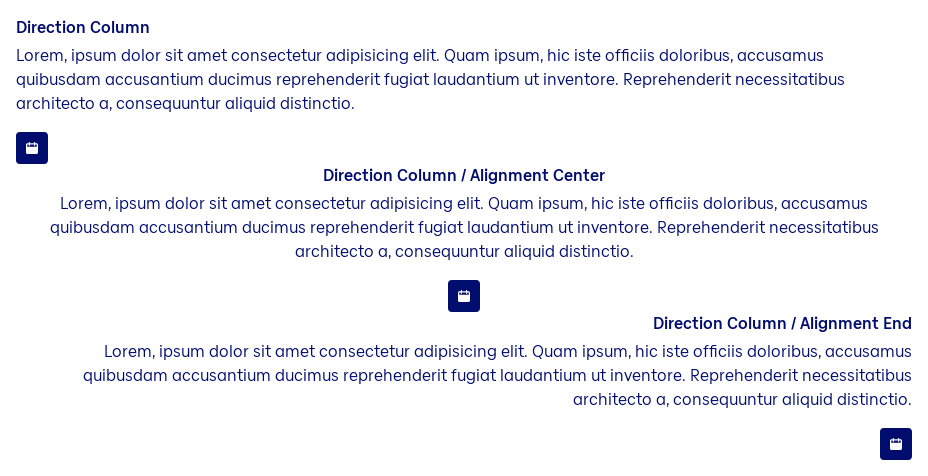 Direction Column
Lorem, ipsum dolor sit amet consectetur adipisicing elit. Quam ipsum, hic iste officiis doloribus, accusamus
quibusdam accusantium ducimus reprehenderit fugiat laudantium ut inventore. Reprehenderit necessitatibus
architecto a, consequuntur aliquid distinctio.
Direction Column / Alignment Center
Lorem, ipsum dolor sit amet consectetur adipisicing elit. Quam ipsum, hic iste officiis doloribus, accusamus
quibusdam accusantium ducimus reprehenderit fugiat laudantium ut inventore. Reprehenderit necessitatibus
architecto a, consequuntur aliquid distinctio.
Direction Column / Alignment End
Lorem, ipsum dolor sit amet consectetur adipisicing elit. Quam ipsum, hic iste officiis doloribus, accusamus
quibusdam accusantium ducimus reprehenderit fugiat laudantium ut inventore. Reprehenderit necessitatibus
architecto a, consequuntur aliquid distinctio.